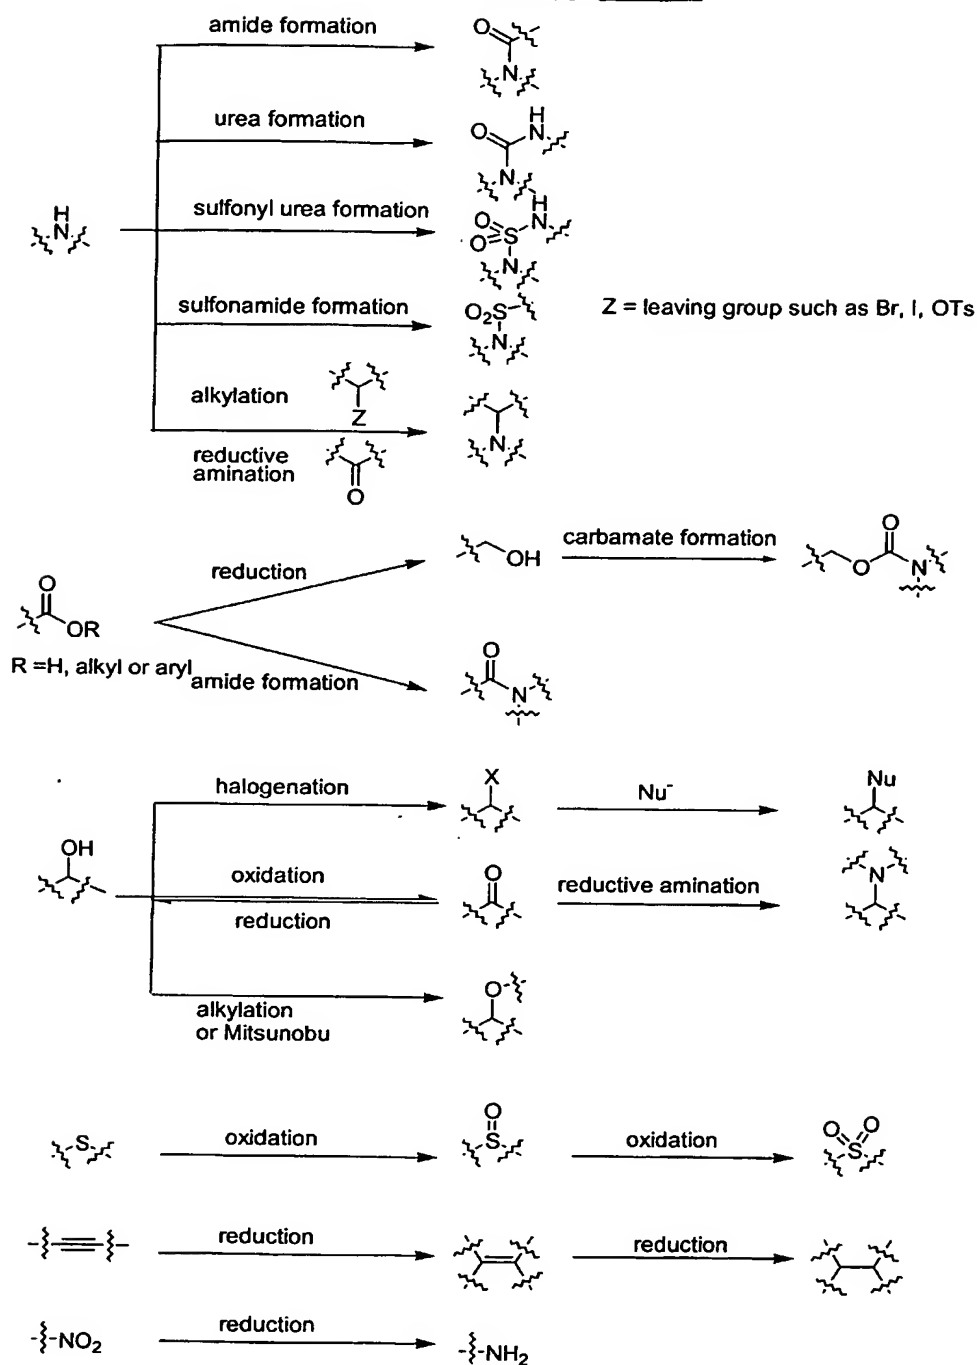 amide formation
O
N
urea formation
O
H
N
N
H
N
sulfonyl urea formation
O
O
S
H
N
N
sulfonamide formation
O2S
N
Z = leaving group such as Br, I, OTs
alkylation
Z
reductive
amination
O
N
O
OR
R =H, alkyl or aryl
reduction
OH
carbamate formation
O
O
N
amide formation
O
N
OH
halogenation
X
Nu-
Nu
oxidation
reduction
O
reductive amination
N
alkylation
or Mitsunobu
O
S
oxidation
O
S
oxidation
O
O
S
reduction
reduction
NO2
reduction
NH2